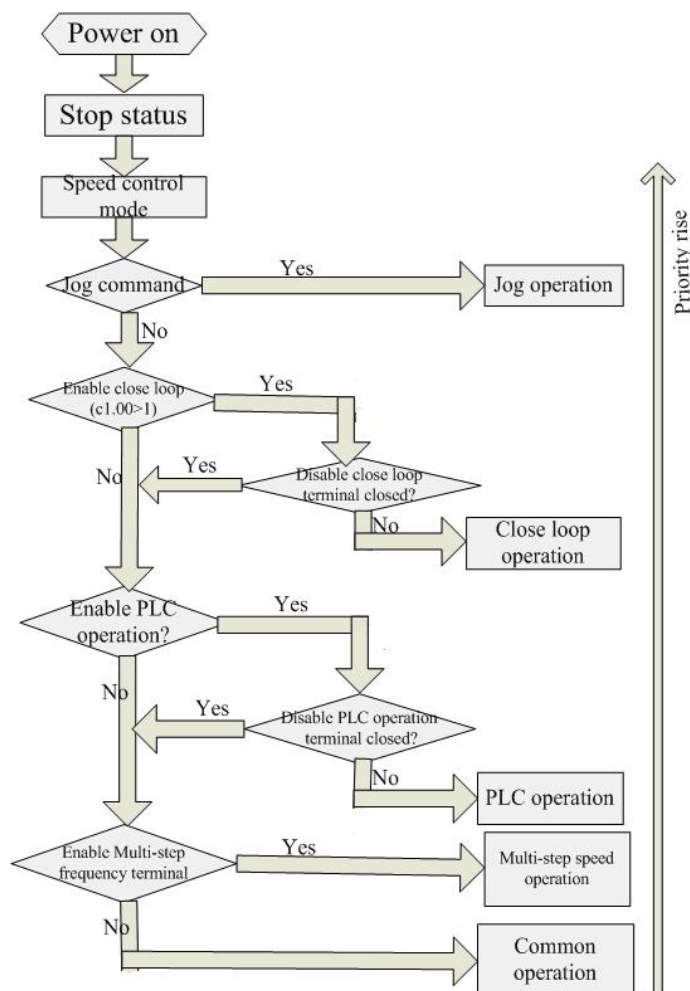 Power on
Stop status
Speed control
mode
Jog command
Yes
Jog operation
No
Enable close loop
(c1.00>1)
Yes
No
Yes
Disable close loop
terminal closed?
No
Close loop
operation
Enable PLC
operation?
Yes
No
Yes
Disable PLC operation
terminal closed?
No
PLC operation
Enable Multi-step
frequency terminal
Yes
Multi-step speed
operation
No
Common
operation
Priority rise